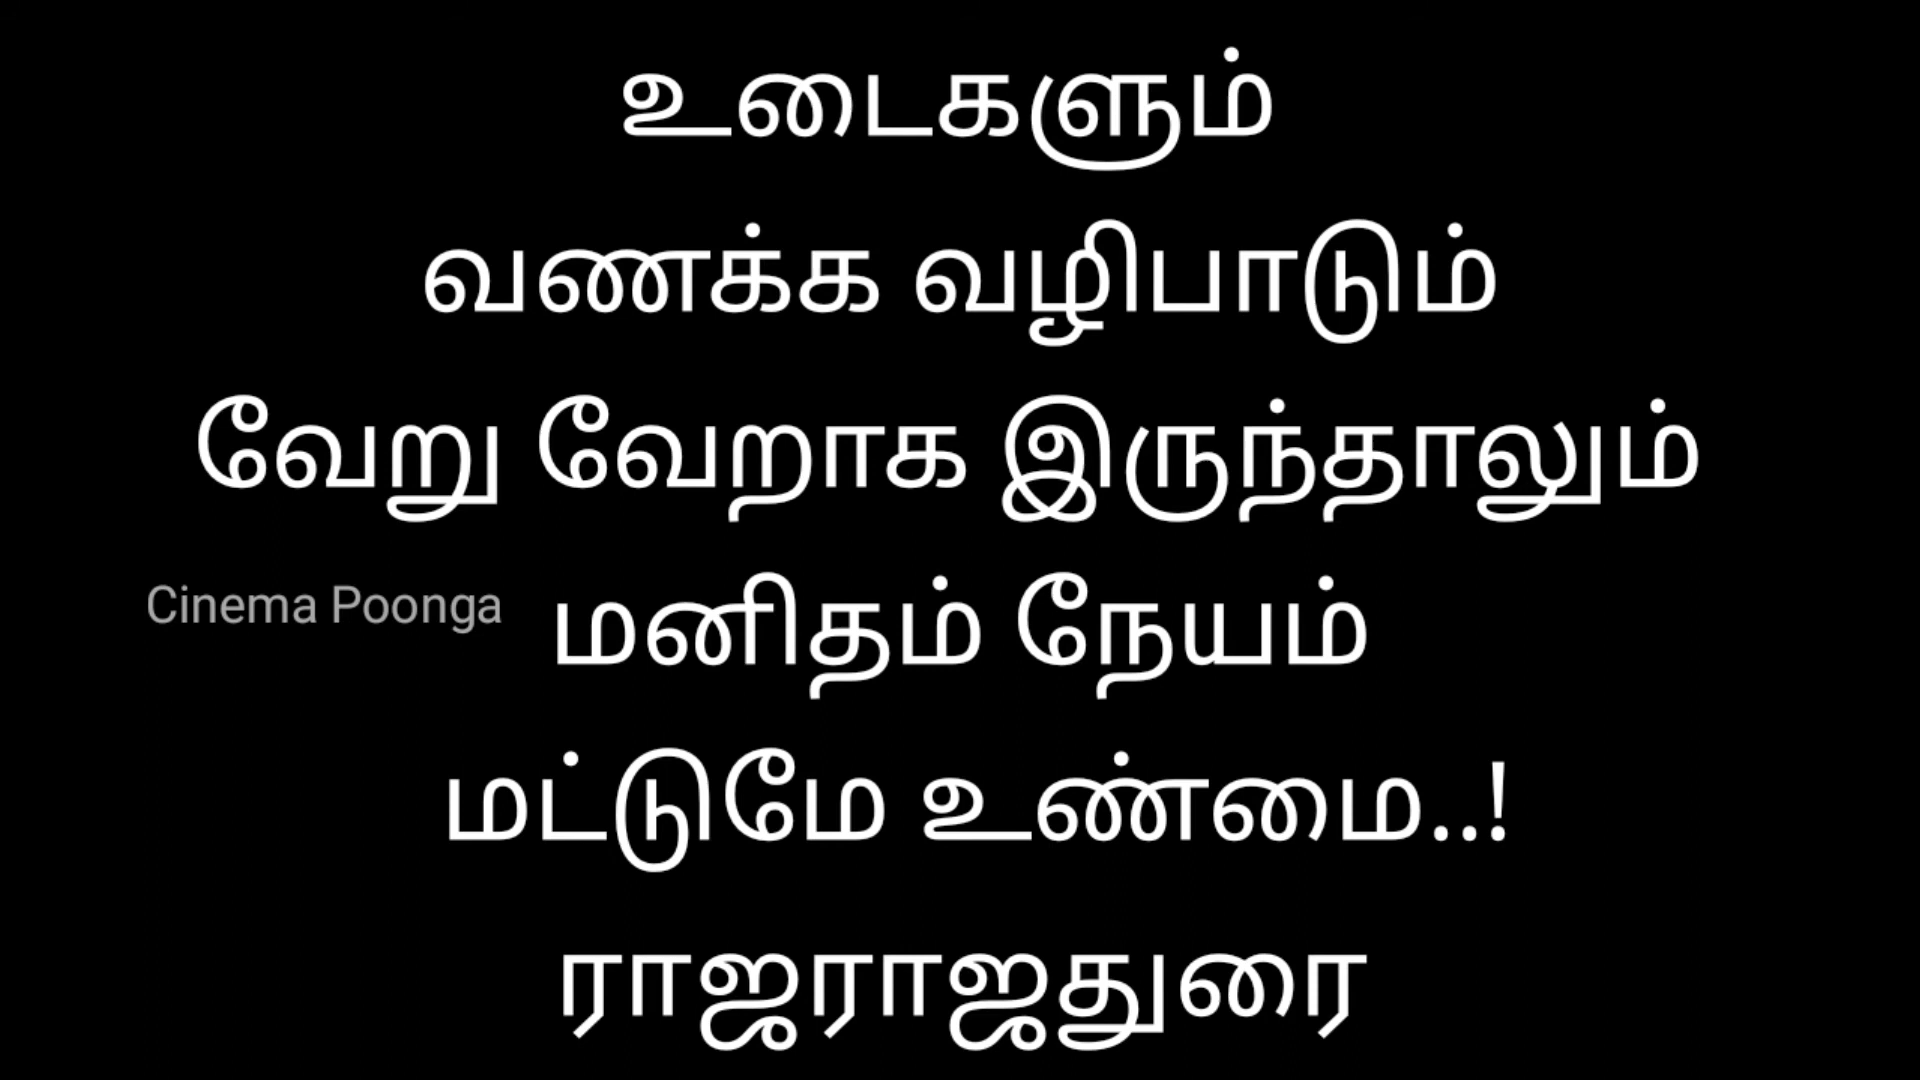 உடைகளும்
வணக்க வழிபாடும்
வேறு வேறாக இருந்தாலும்
Cinema Poonga மனிதம் நேயம்
மட்டுமே உண்மை..!
ராஜராஜதுரை